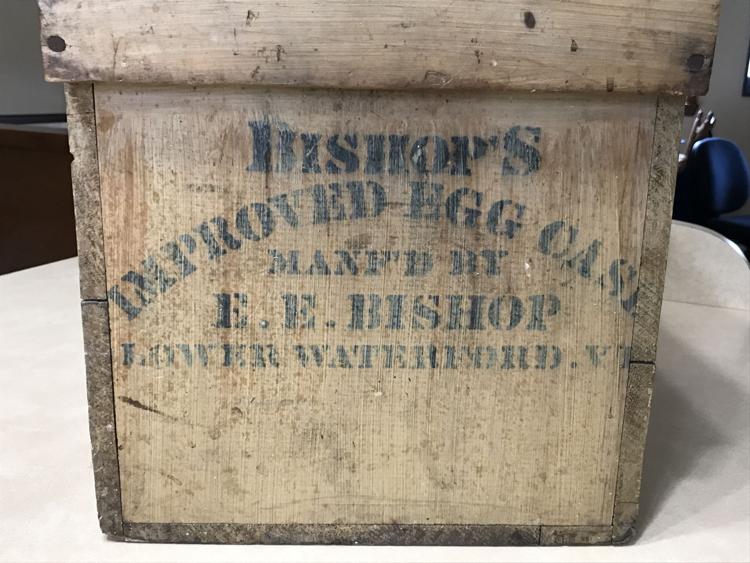 BISHOP'S
IMPROVED EGG CASE
MANF'D BY
E. E. BISHOP
LOWER WATERFORD. VT